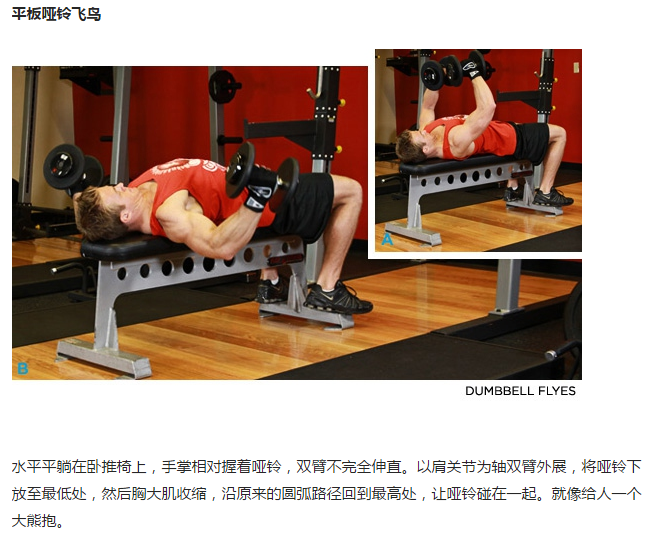 平板哑铃飞鸟
A
B
DUMBBELL FLYES
水平平躺在卧推椅上，手掌相对握着哑铃，双臂不完全伸直。以肩关节为轴双臂外展，将哑铃下
放至最低处，然后胸大肌收缩，沿原来的圆弧路径回到最高处，让哑铃碰在一起。就像给人一个
大熊抱。